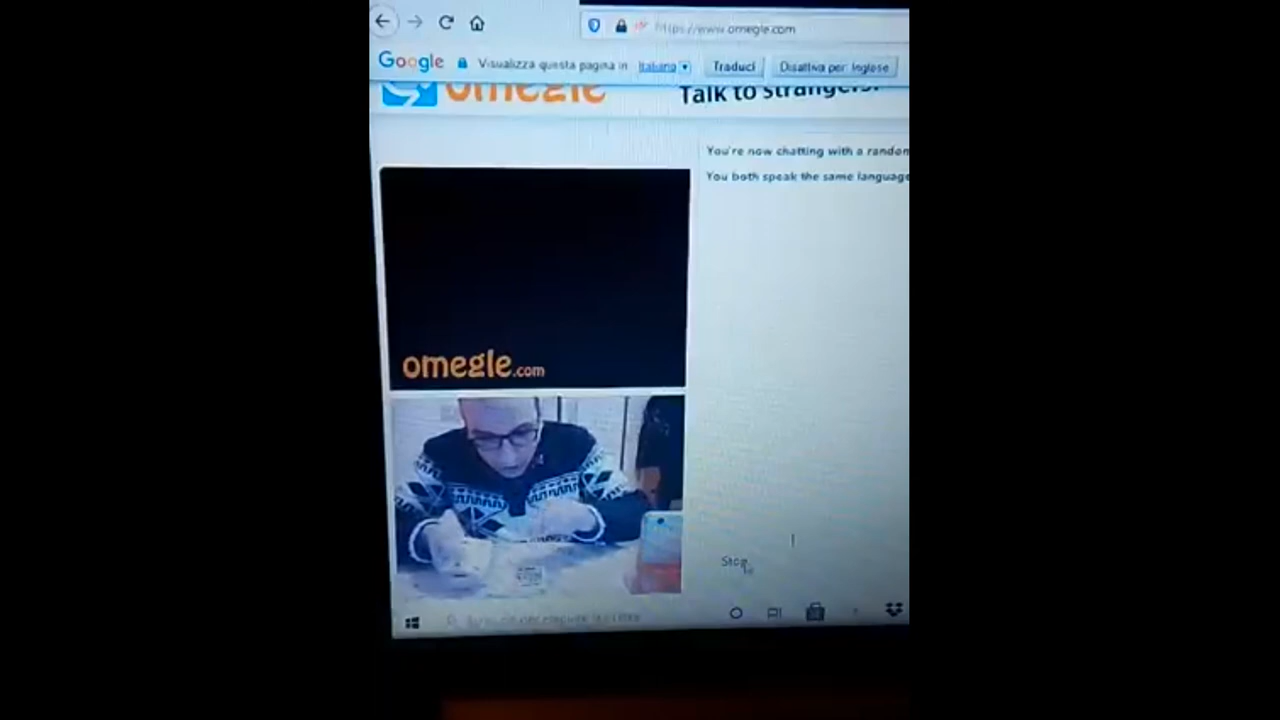 https://www.omegle.com
Google Visualizza questa pagina in Italiano Traduci Disattiva per: Inglese
omegle Talk to Strangers!
You're now chatting with a random
You both speak the same language
omegle.com
Stop